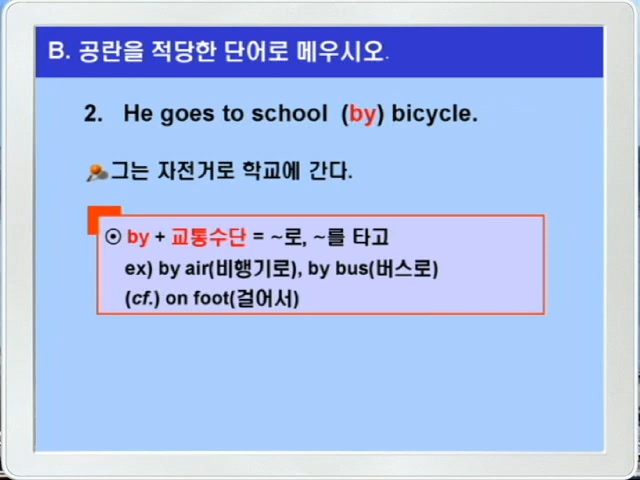 B. 공란을 적당한 단어로 메우시오.
2. He goes to school (by) bicycle.
그는 자전거로 학교에 간다.
⊙ by + 교통수단 = ~로, ~를 타고
ex) by air(비행기로), by bus(버스로)
(cf.) on foot(걸어서)